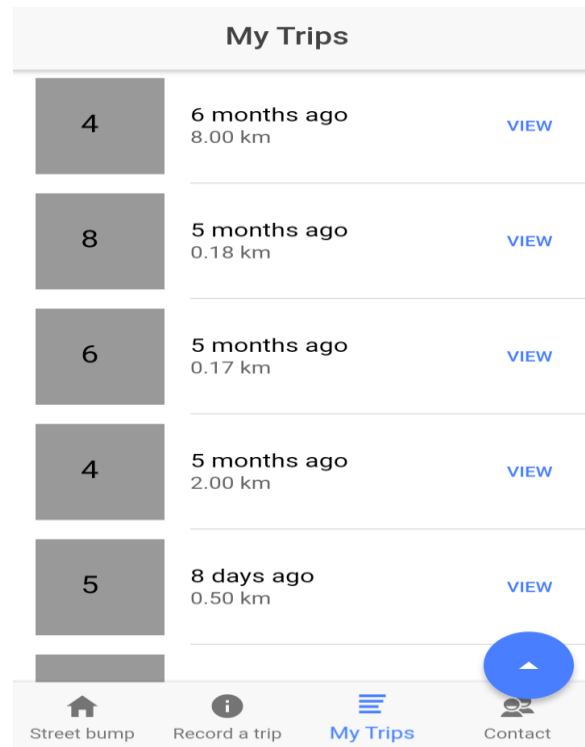 My Trips
4
6 months ago
8.00 km
VIEW
8
5 months ago
0.18 km
VIEW
6
5 months ago
0.17 km
VIEW
4
5 months ago
2.00 km
VIEW
5
8 days ago
0.50 km
VIEW
Street bump
Record a trip
My Trips
Contact